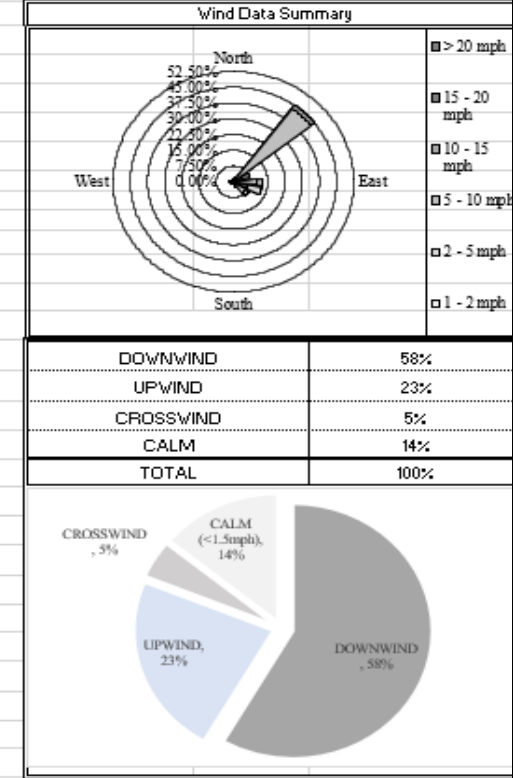 Wind Data Summary
North
52.50%
45.00%
37.50%
30.00%
22.50%
15.00%
7.50%
0.00%
West
East
South
> 20 mph
15 - 20
mph
10 - 15
mph
5 - 10 mph
2 - 5 mph
1 - 2 mph
DOWNWIND 58%
UPWIND 23%
CROSSWIND 5%
CALM 14%
TOTAL 100%
CROSSWIND
, 5%
CALM
(<1.5mph),
14%
UPWIND,
23%
DOWNWIND
, 58%